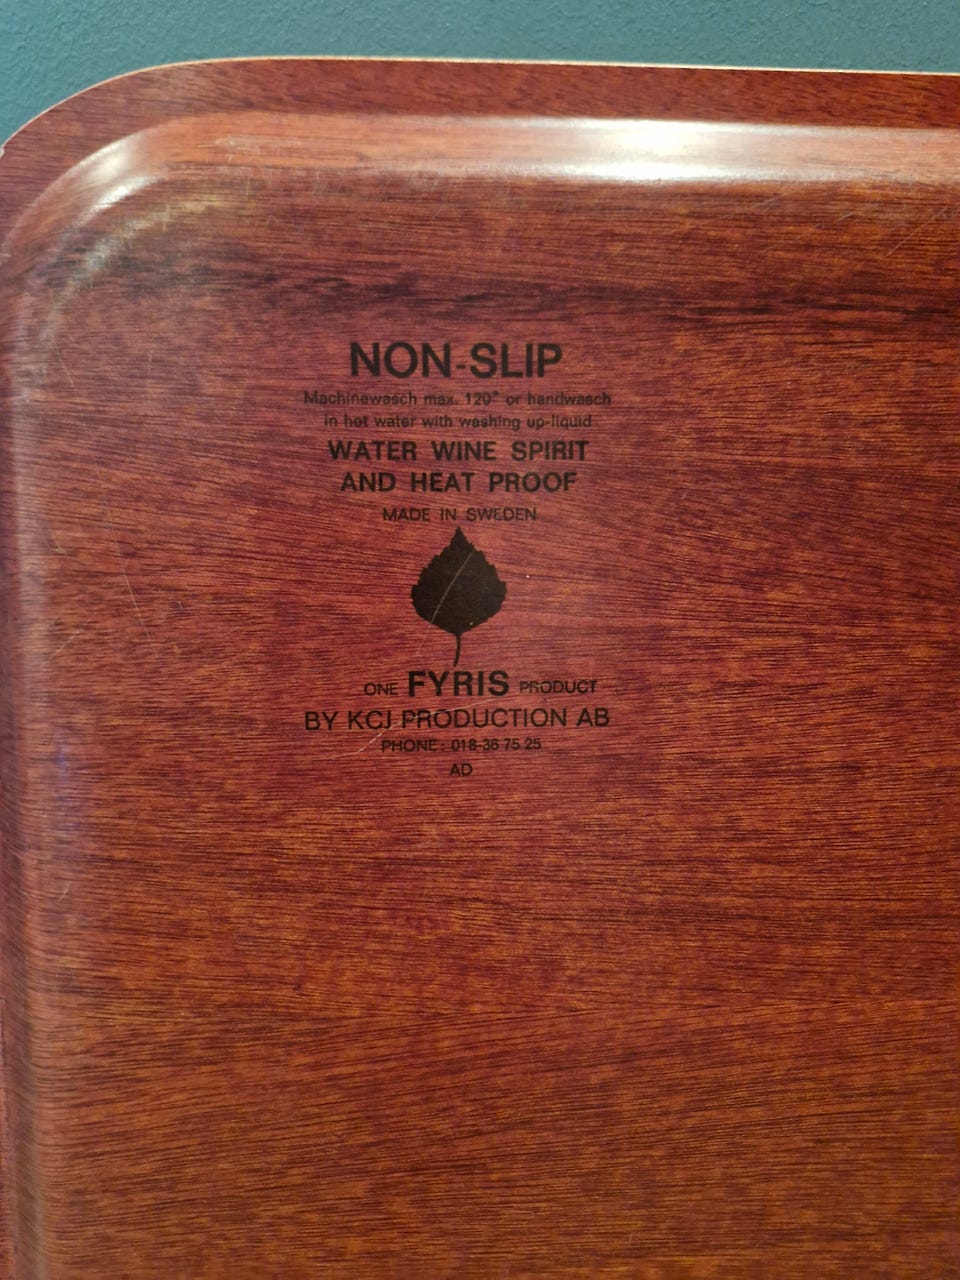 NON-SLIP
Machinewasch max. 120° or handwasch
in hot water with washing up-liquid
WATER WINE SPIRIT
AND HEAT PROOF
MADE IN SWEDEN
ONE FYRIS PRODUCT
BY KCJ PRODUCTION AB
PHONE: 018-36 75 25
AD